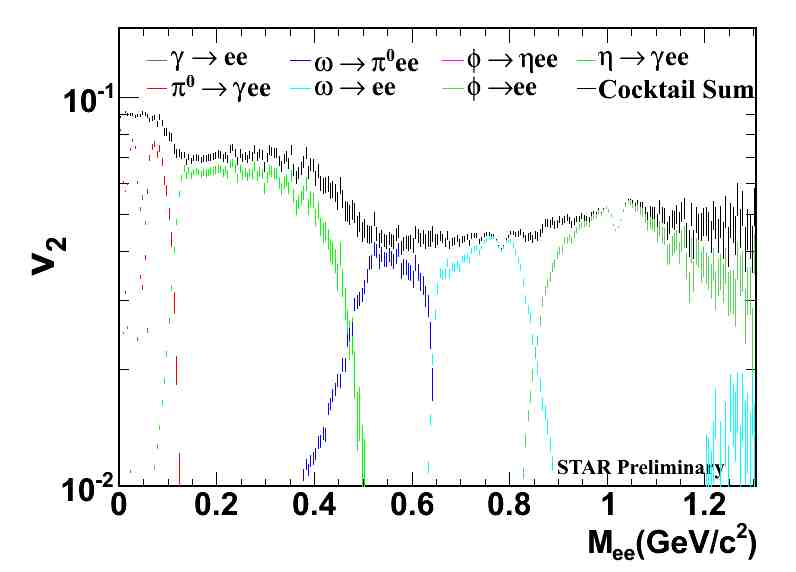 γ → ee ω → π⁰ee ϕ → ηee η → γee
π⁰ → γee ω → ee ϕ →ee Cocktail Sum
10⁻¹
v₂
STAR Preliminary
10⁻²
0 0.2 0.4 0.6 0.8 1 1.2
Mₑₑ(GeV/c²)